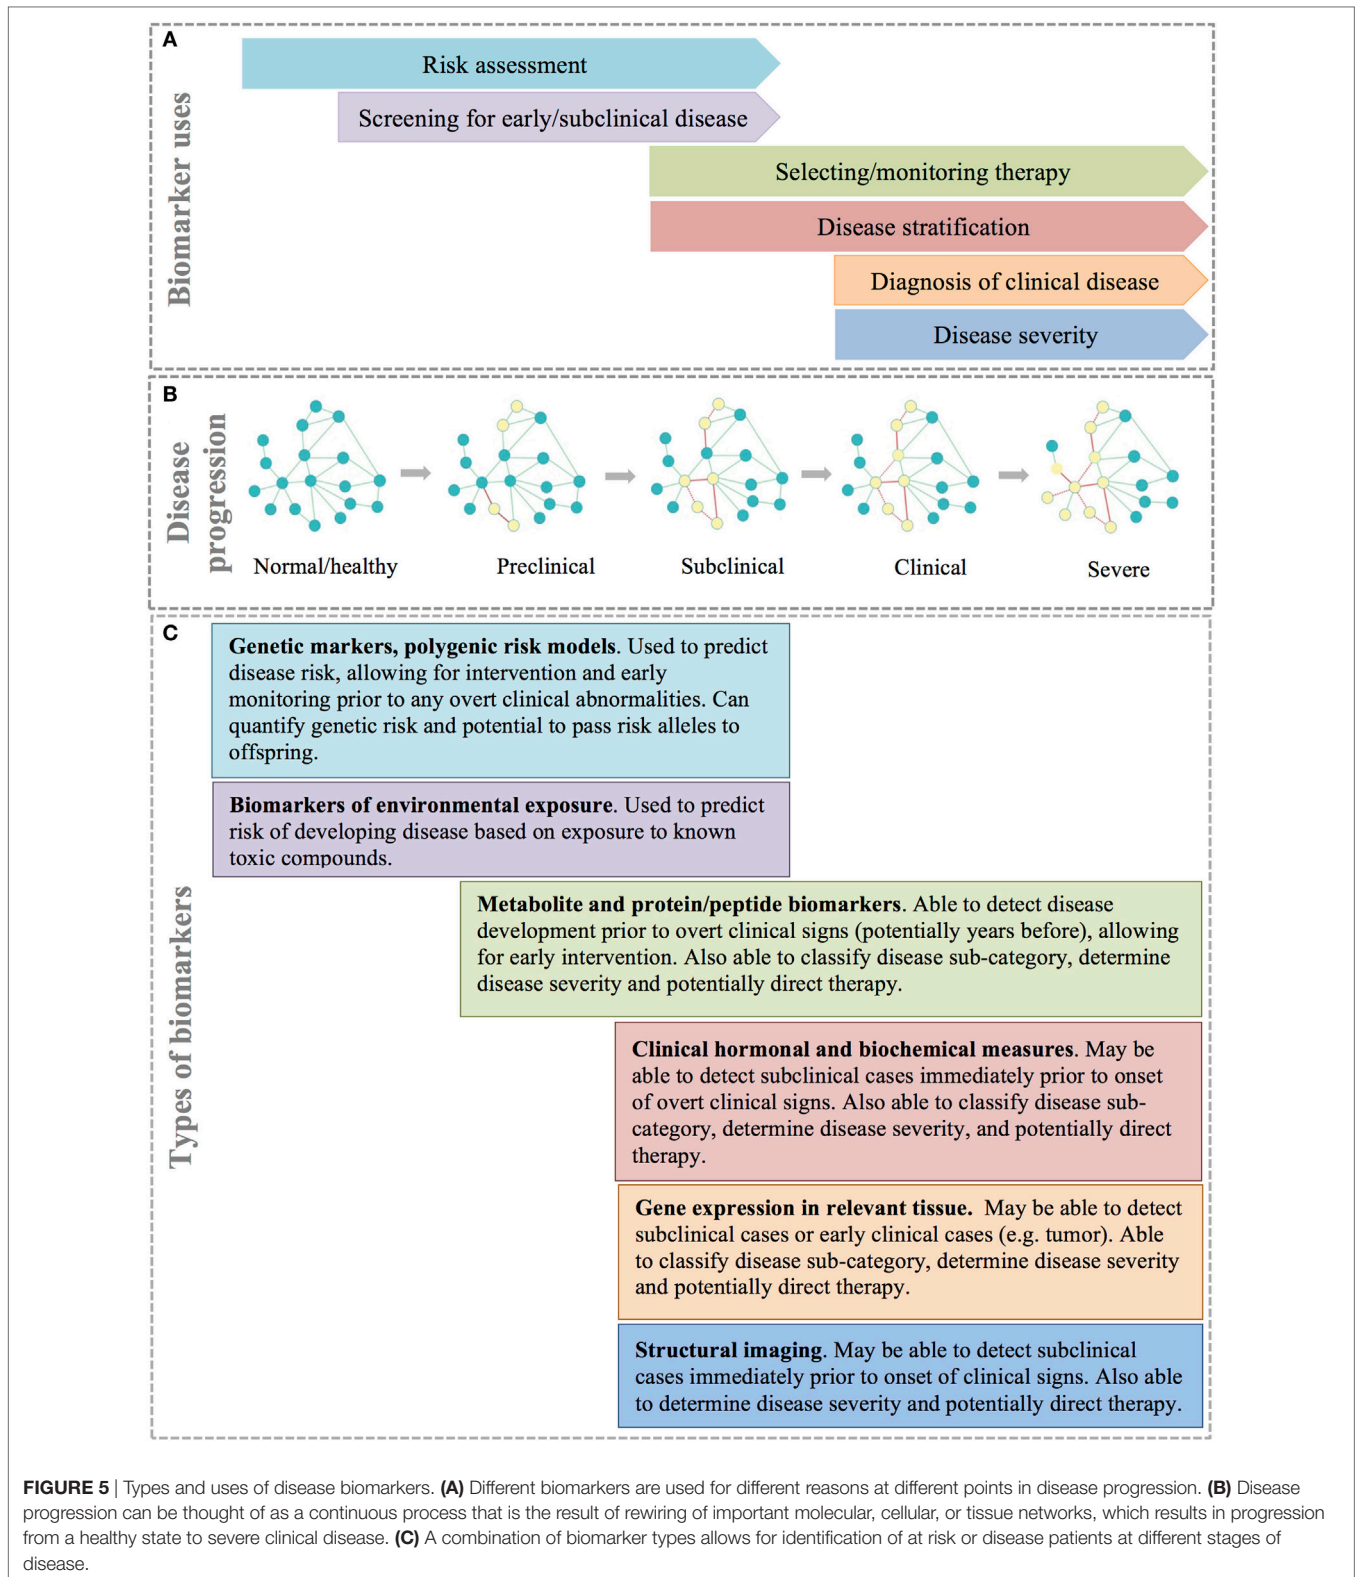 A
Biomarker uses
Risk assessment
Screening for early/subclinical disease
Selecting/monitoring therapy
Disease stratification
Diagnosis of clinical disease
Disease severity
B
Disease
progression
Normal/healthy
Preclinical
Subclinical
Clinical
Severe
C
Types of biomarkers
Genetic markers, polygenic risk models. Used to predict
disease risk, allowing for intervention and early
monitoring prior to any overt clinical abnormalities. Can
quantify genetic risk and potential to pass risk alleles to
offspring.
Biomarkers of environmental exposure. Used to predict
risk of developing disease based on exposure to known
toxic compounds.
Metabolite and protein/peptide biomarkers. Able to detect disease
development prior to overt clinical signs (potentially years before), allowing
for early intervention. Also able to classify disease sub-category, determine
disease severity and potentially direct therapy.
Clinical hormonal and biochemical measures. May be
able to detect subclinical cases immediately prior to onset
of overt clinical signs. Also able to classify disease sub-
category, determine disease severity, and potentially direct
therapy.
Gene expression in relevant tissue. May be able to detect
subclinical cases or early clinical cases (e.g. tumor). Able
to classify disease sub-category, determine disease severity
and potentially direct therapy.
Structural imaging. May be able to detect subclinical
cases immediately prior to onset of clinical signs. Also able
to determine disease severity and potentially direct therapy.
FIGURE 5 | Types and uses of disease biomarkers. (A) Different biomarkers are used for different reasons at different points in disease progression. (B) Disease
progression can be thought of as a continuous process that is the result of rewiring of important molecular, cellular, or tissue networks, which results in progression
from a healthy state to severe clinical disease. (C) A combination of biomarker types allows for identification of at risk or disease patients at different stages of
disease.